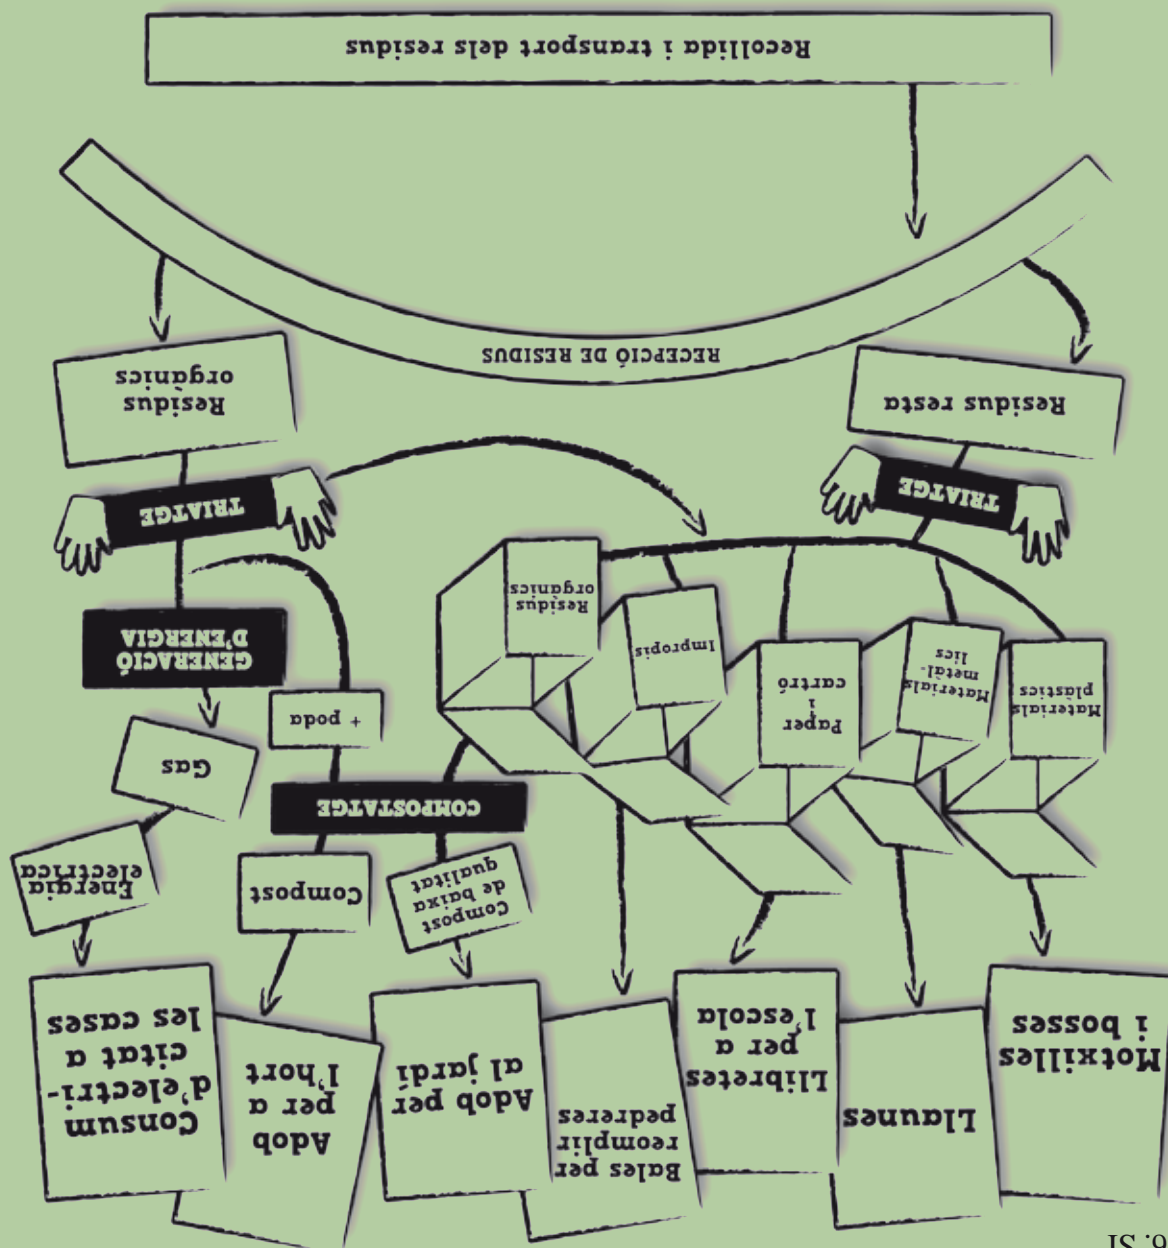 Motxilles
i bosses
Llaunes
Llibretes
per a
l'escola
Bales per
reomplir
pedreres
Adob per
al jardí
Adob
per a
l'hort
Consum
d'electri-
citat a
les cases
Compost
de baixa
qualitat
Compost
Energia
elèctrica
COMPOSTATGE
Gas
+ poda
Materials
plàstics
Materials
metàl-
lics
Paper
i
cartró
Impropis
Residus
orgànics
GENERACIÓ
D'ENERGIA
TRIATGE
TRIATGE
Residus resta
Residus
orgànics
RECEPCIÓ DE RESIDUS
Recollida i transport dels residus